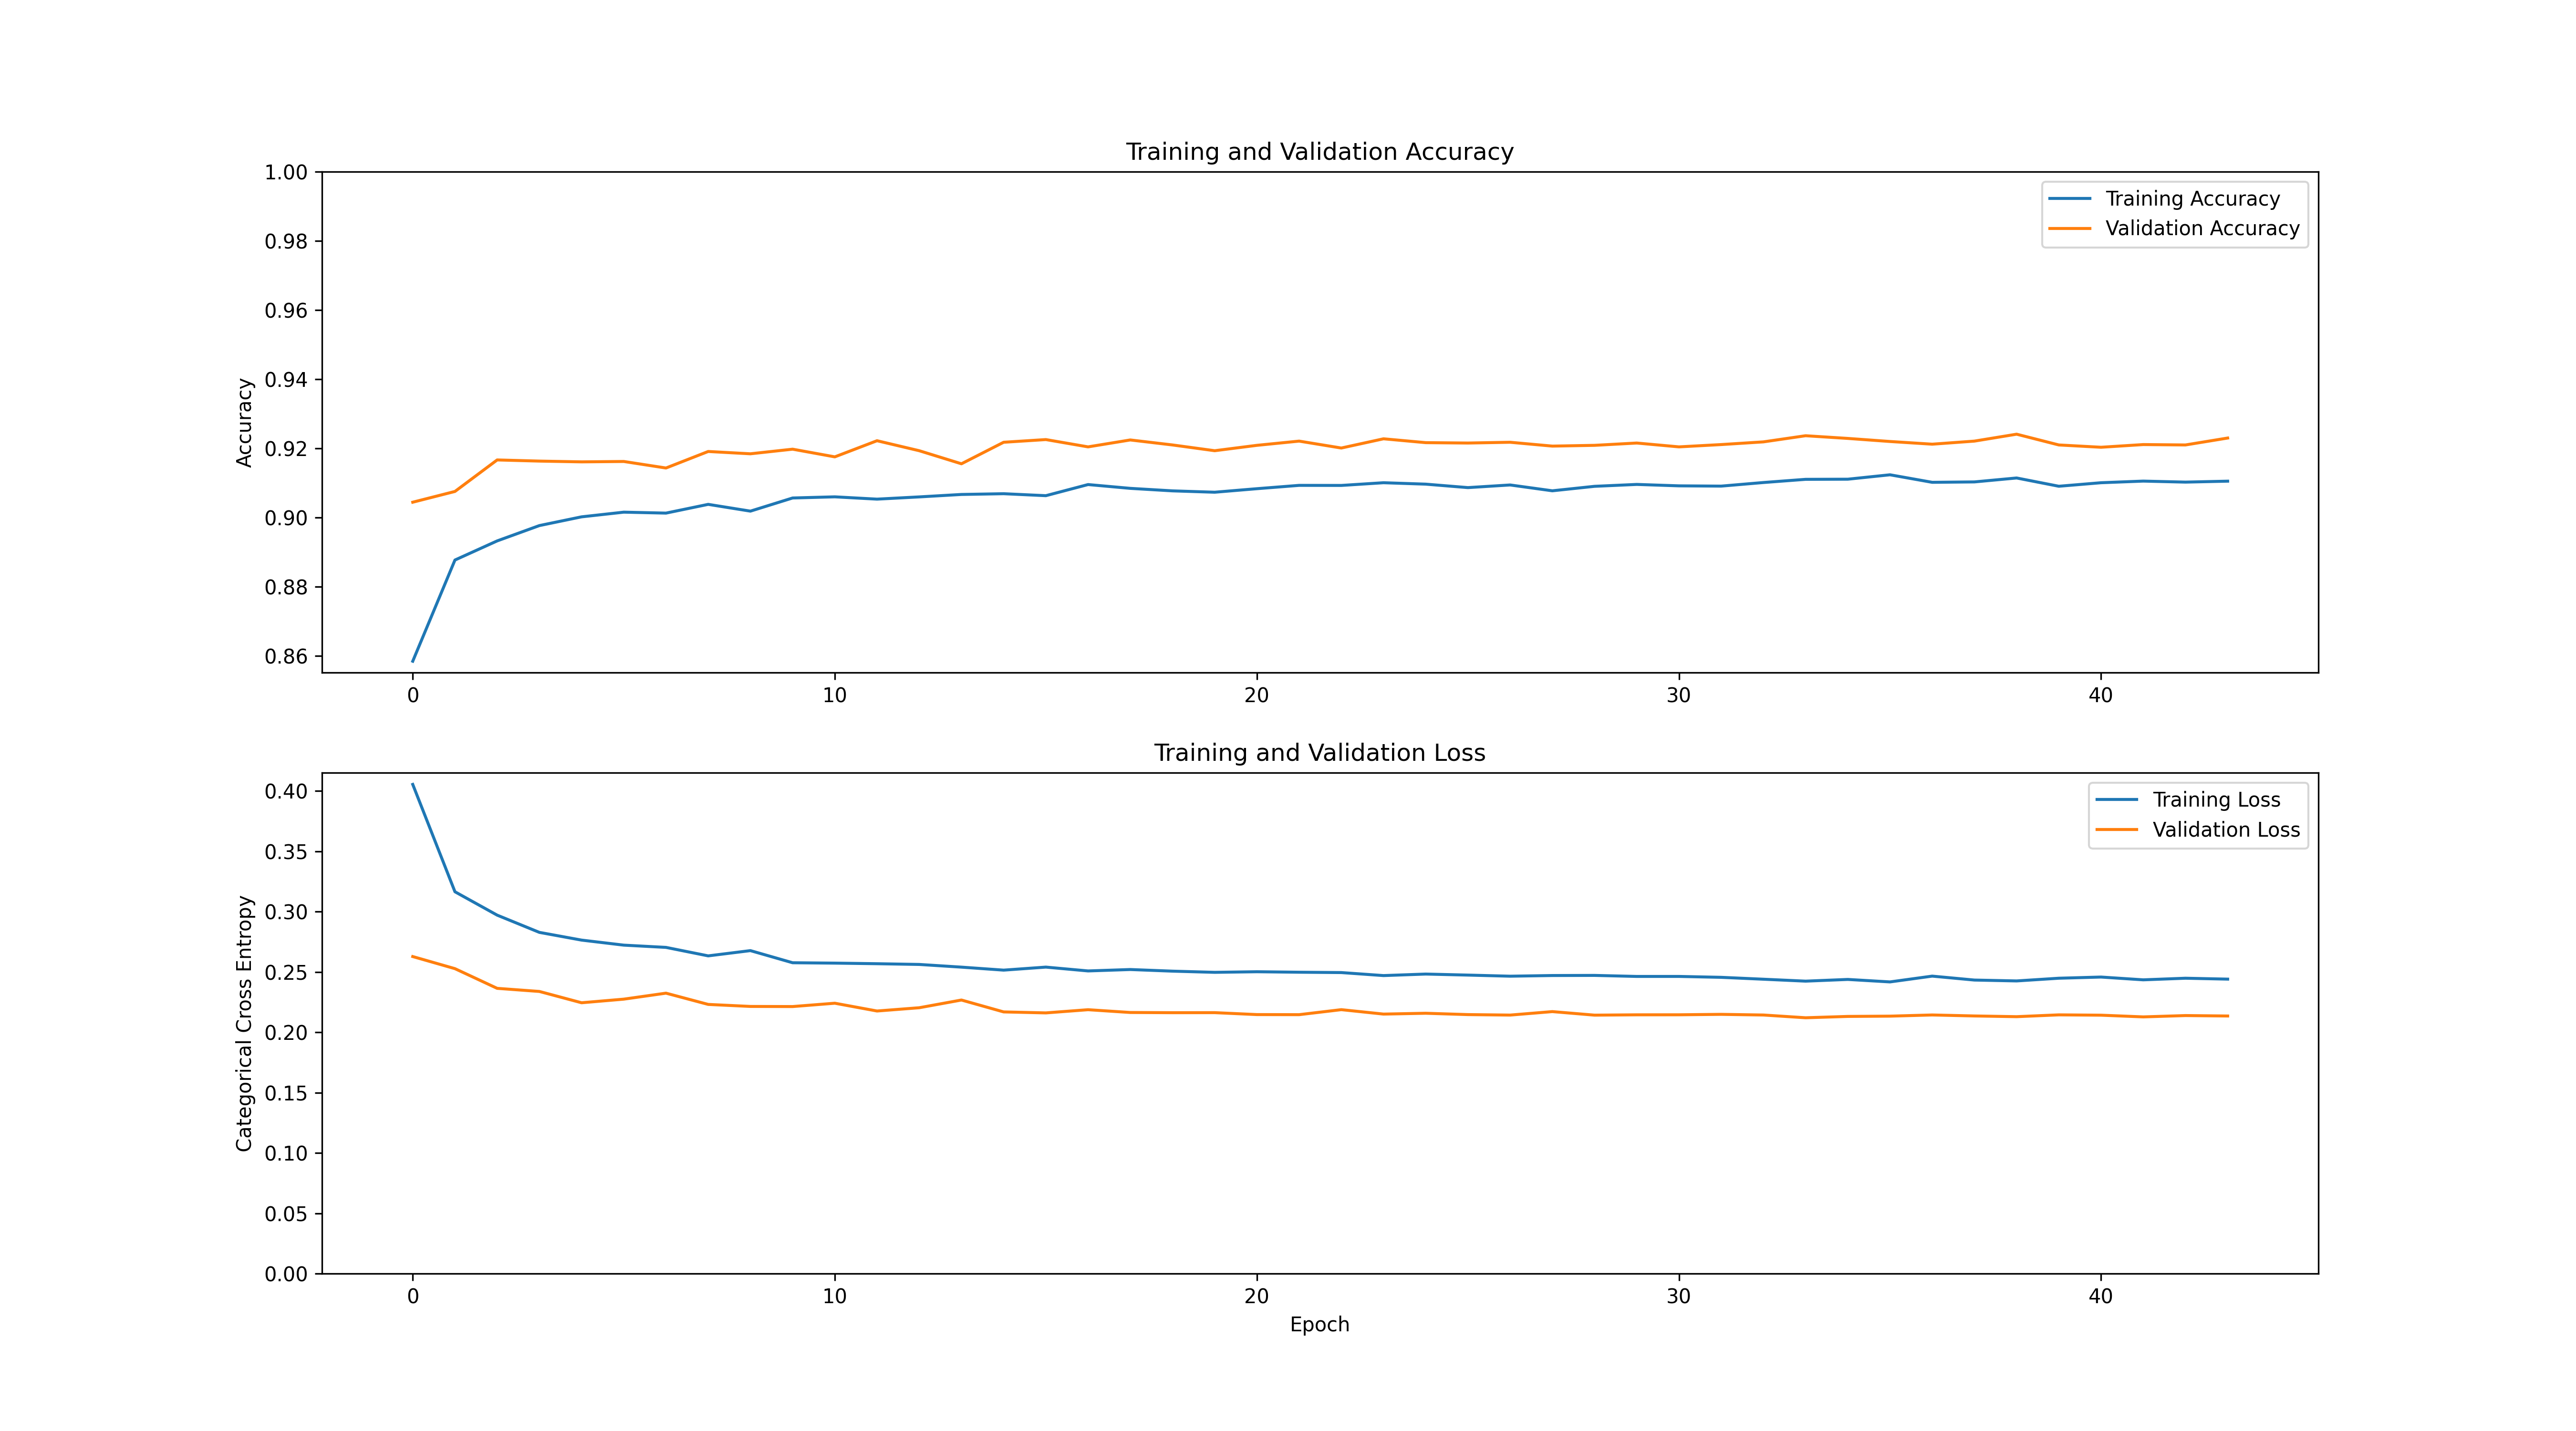 Training and Validation Accuracy
1.00
0.98
0.96
0.94
0.92
0.90
0.88
0.86
Accuracy
Training Accuracy
Validation Accuracy
0 10 20 30 40
Training and Validation Loss
0.40
0.35
0.30
0.25
0.20
0.15
0.10
0.05
0.00
Categorical Cross Entropy
Training Loss
Validation Loss
0 10 20 30 40
Epoch